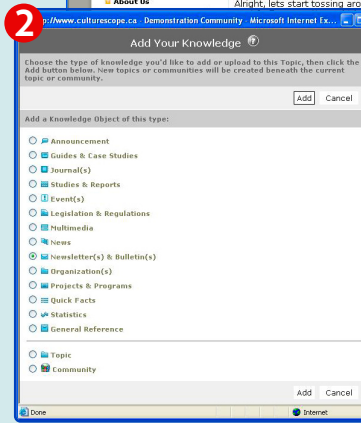 About Us
Alright, lets start tossing aro
2
p://www.culturescope.ca - Demonstration Community - Microsoft Internet Ex...
Add Your Knowledge ?
Choose the type of knowledge you'd like to add or upload to this Topic, then click the
Add button below. New topics or communities will be created beneath the current
topic or community.
Add Cancel
Add a Knowledge Object of this type:
Announcement
Guides & Case Studies
Journal(s)
Studies & Reports
Event(s)
Legislation & Regulations
Multimedia
News
Newsletter(s) & Bulletin(s)
Organization(s)
Projects & Programs
Quick Facts
Statistics
General Reference
Topic
Community
Add Cancel
Done
Internet